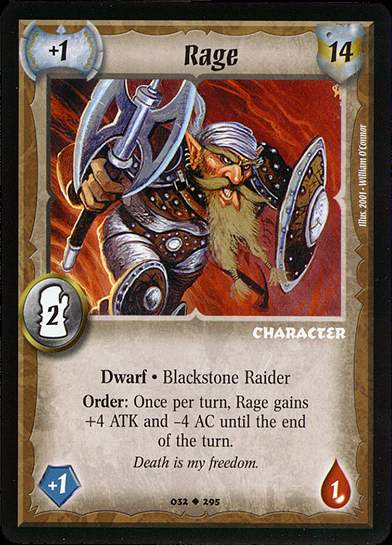 +1
Rage
14
Illus. 2001 • William O'Connor
2
CHARACTER
Dwarf • Blackstone Raider
Order: Once per turn, Rage gains
+4 ATK and –4 AC until the end
of the turn.
Death is my freedom.
+1
032 ◆ 295
1